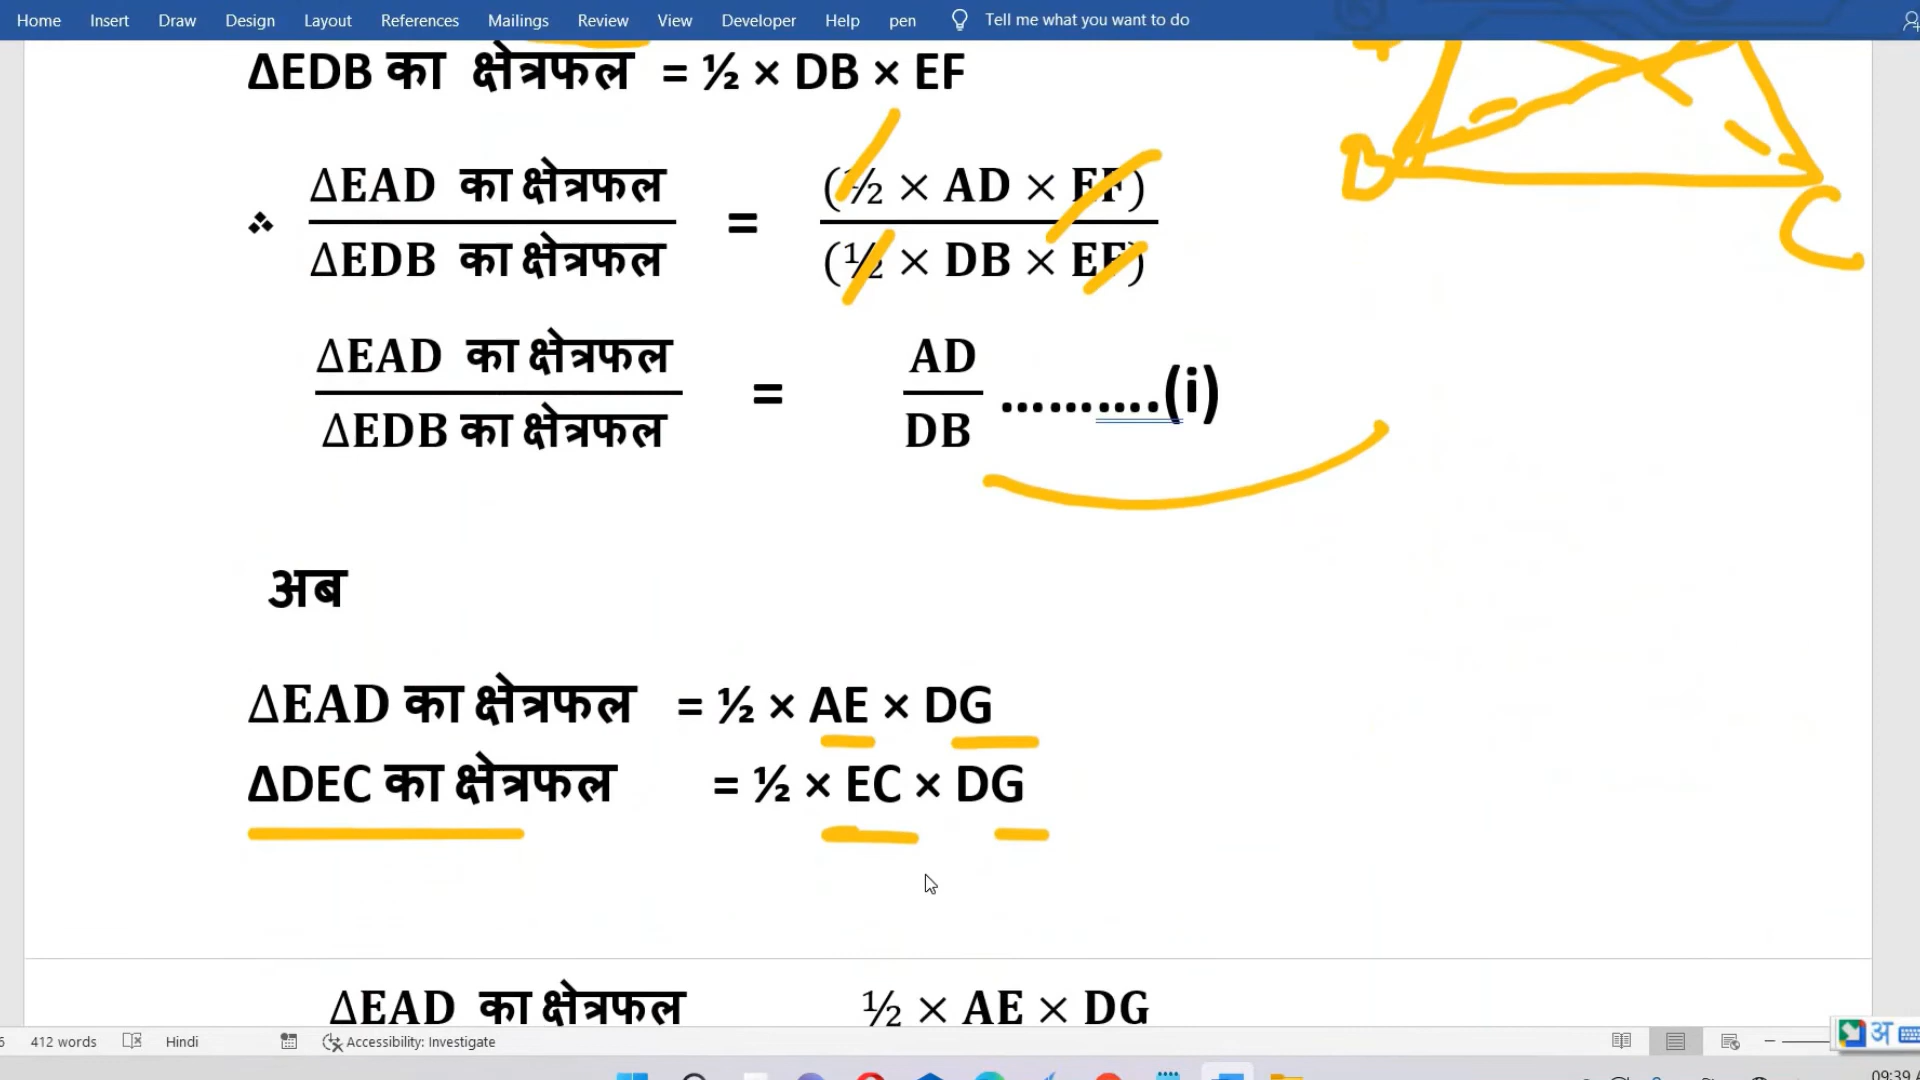 Home Insert Draw Design Layout References Mailings Review View Developer Help pen Tell me what you want to do
ΔEDB का क्षेत्रफल = ½ × DB × EF
ΔEAD का क्षेत्रफल (½ × AD × EF)
❖ =
ΔEDB का क्षेत्रफल (½ × DB × EF)
B
C
ΔEAD का क्षेत्रफल AD
= ...........(i)
ΔEDB का क्षेत्रफल DB
अब
ΔEAD का क्षेत्रफल = ½ × AE × DG
ΔDEC का क्षेत्रफल = ½ × EC × DG
ΔEAD का क्षेत्रफल ½ × AE × DG
412 words Hindi Accessibility: Investigate अ
09:39